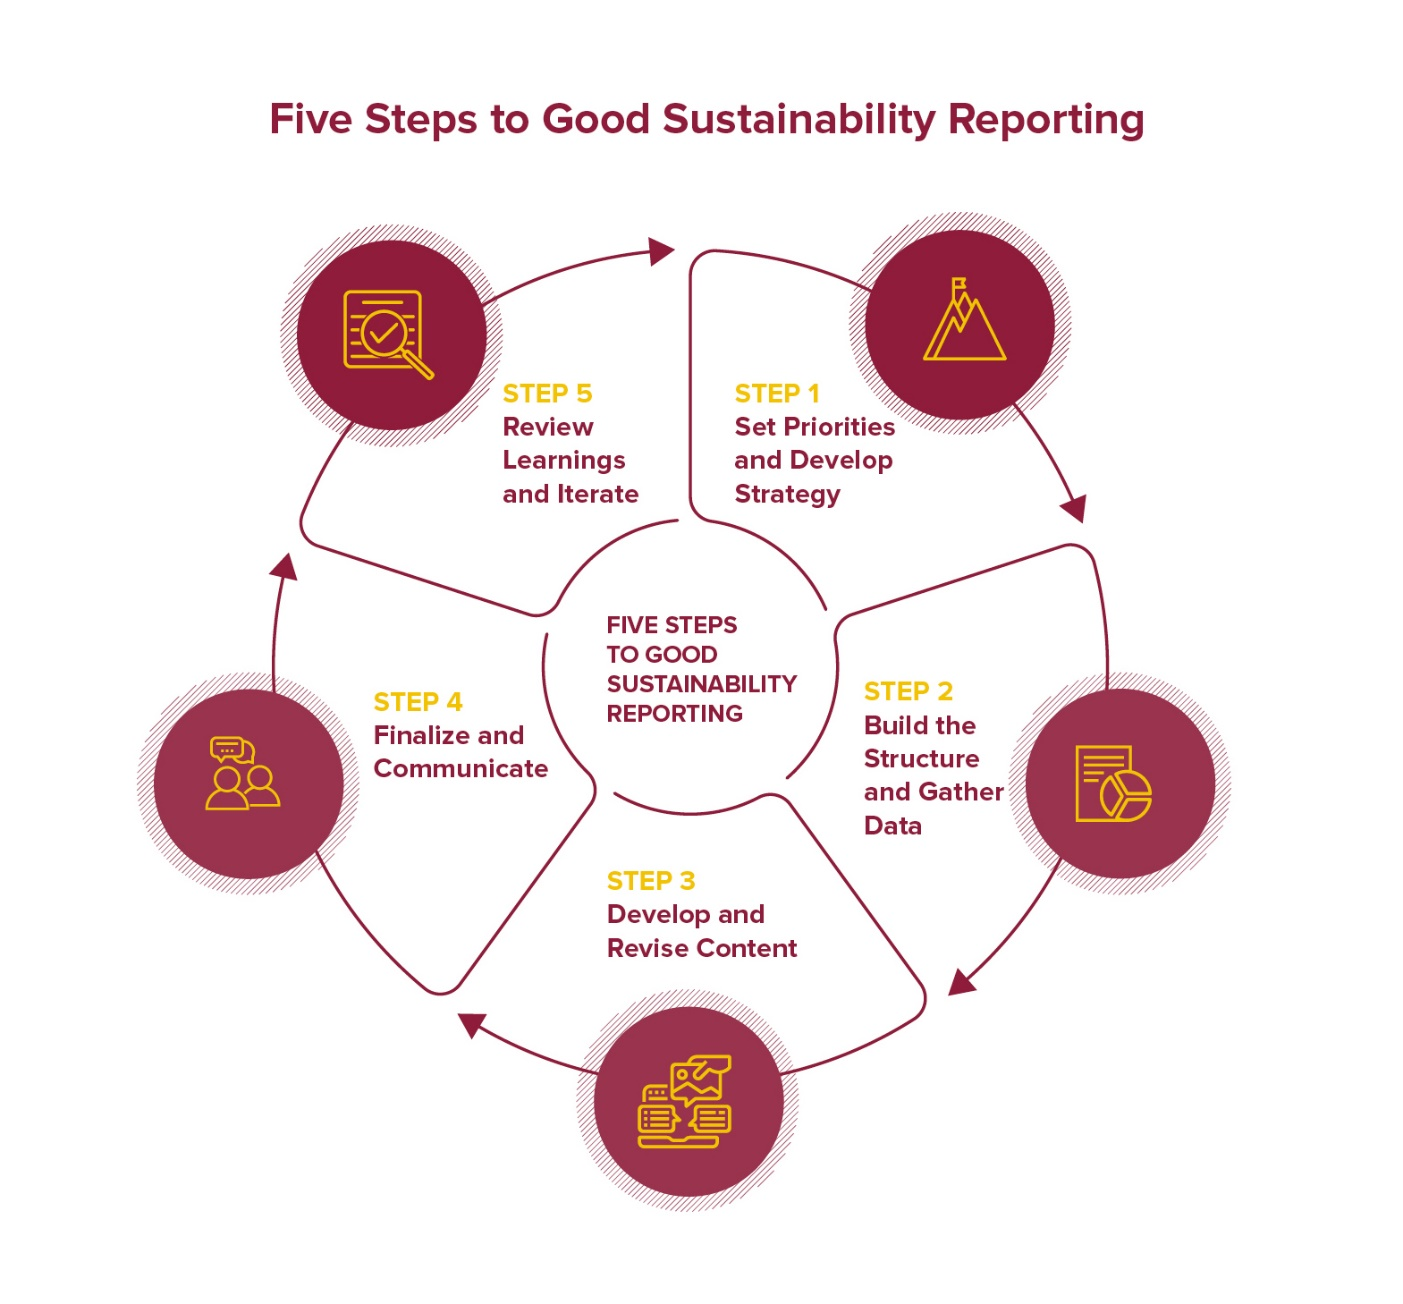 Five Steps to Good Sustainability Reporting
STEP 1
Set Priorities
and Develop
Strategy
STEP 2
Build the
Structure
and Gather
Data
STEP 3
Develop and
Revise Content
STEP 4
Finalize and
Communicate
STEP 5
Review
Learnings
and Iterate
FIVE STEPS
TO GOOD
SUSTAINABILITY
REPORTING